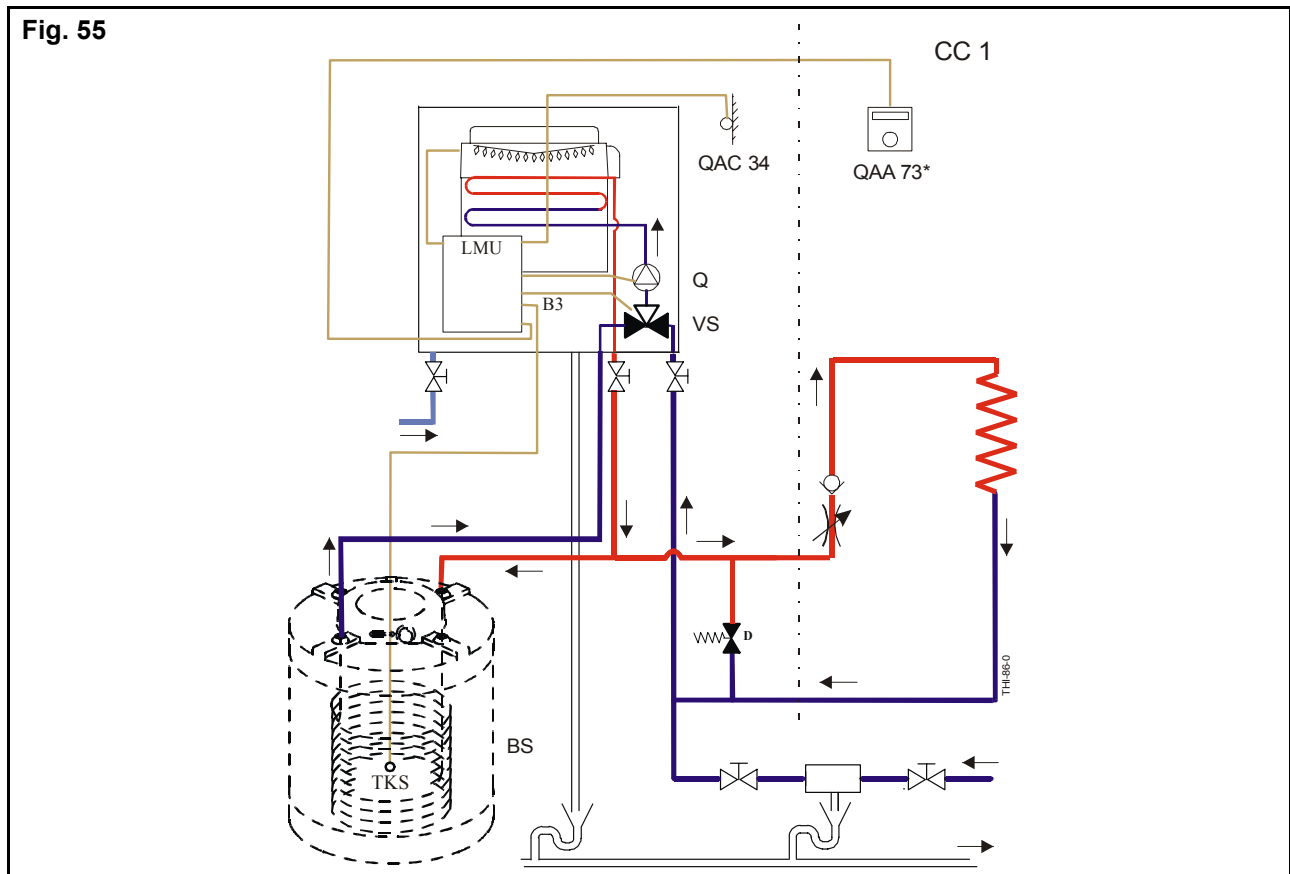 Fig. 55
CC 1
QAC 34
QAA 73*
LMU
B3
Q
VS
D
THI-86-0
BS
TKS